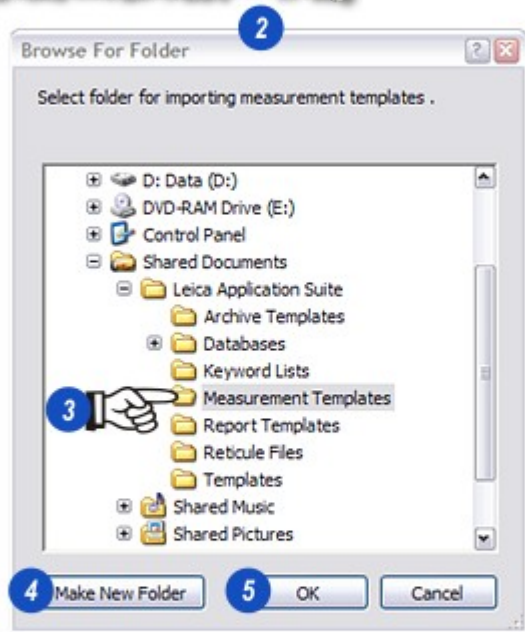 2
Browse For Folder
Select folder for importing measurement templates .
D: Data (D:)
DVD-RAM Drive (E:)
Control Panel
Shared Documents
Leica Application Suite
Archive Templates
Databases
Keyword Lists
3 Measurement Templates
Report Templates
Reticule Files
Templates
Shared Music
Shared Pictures
4 Make New Folder 5 OK Cancel